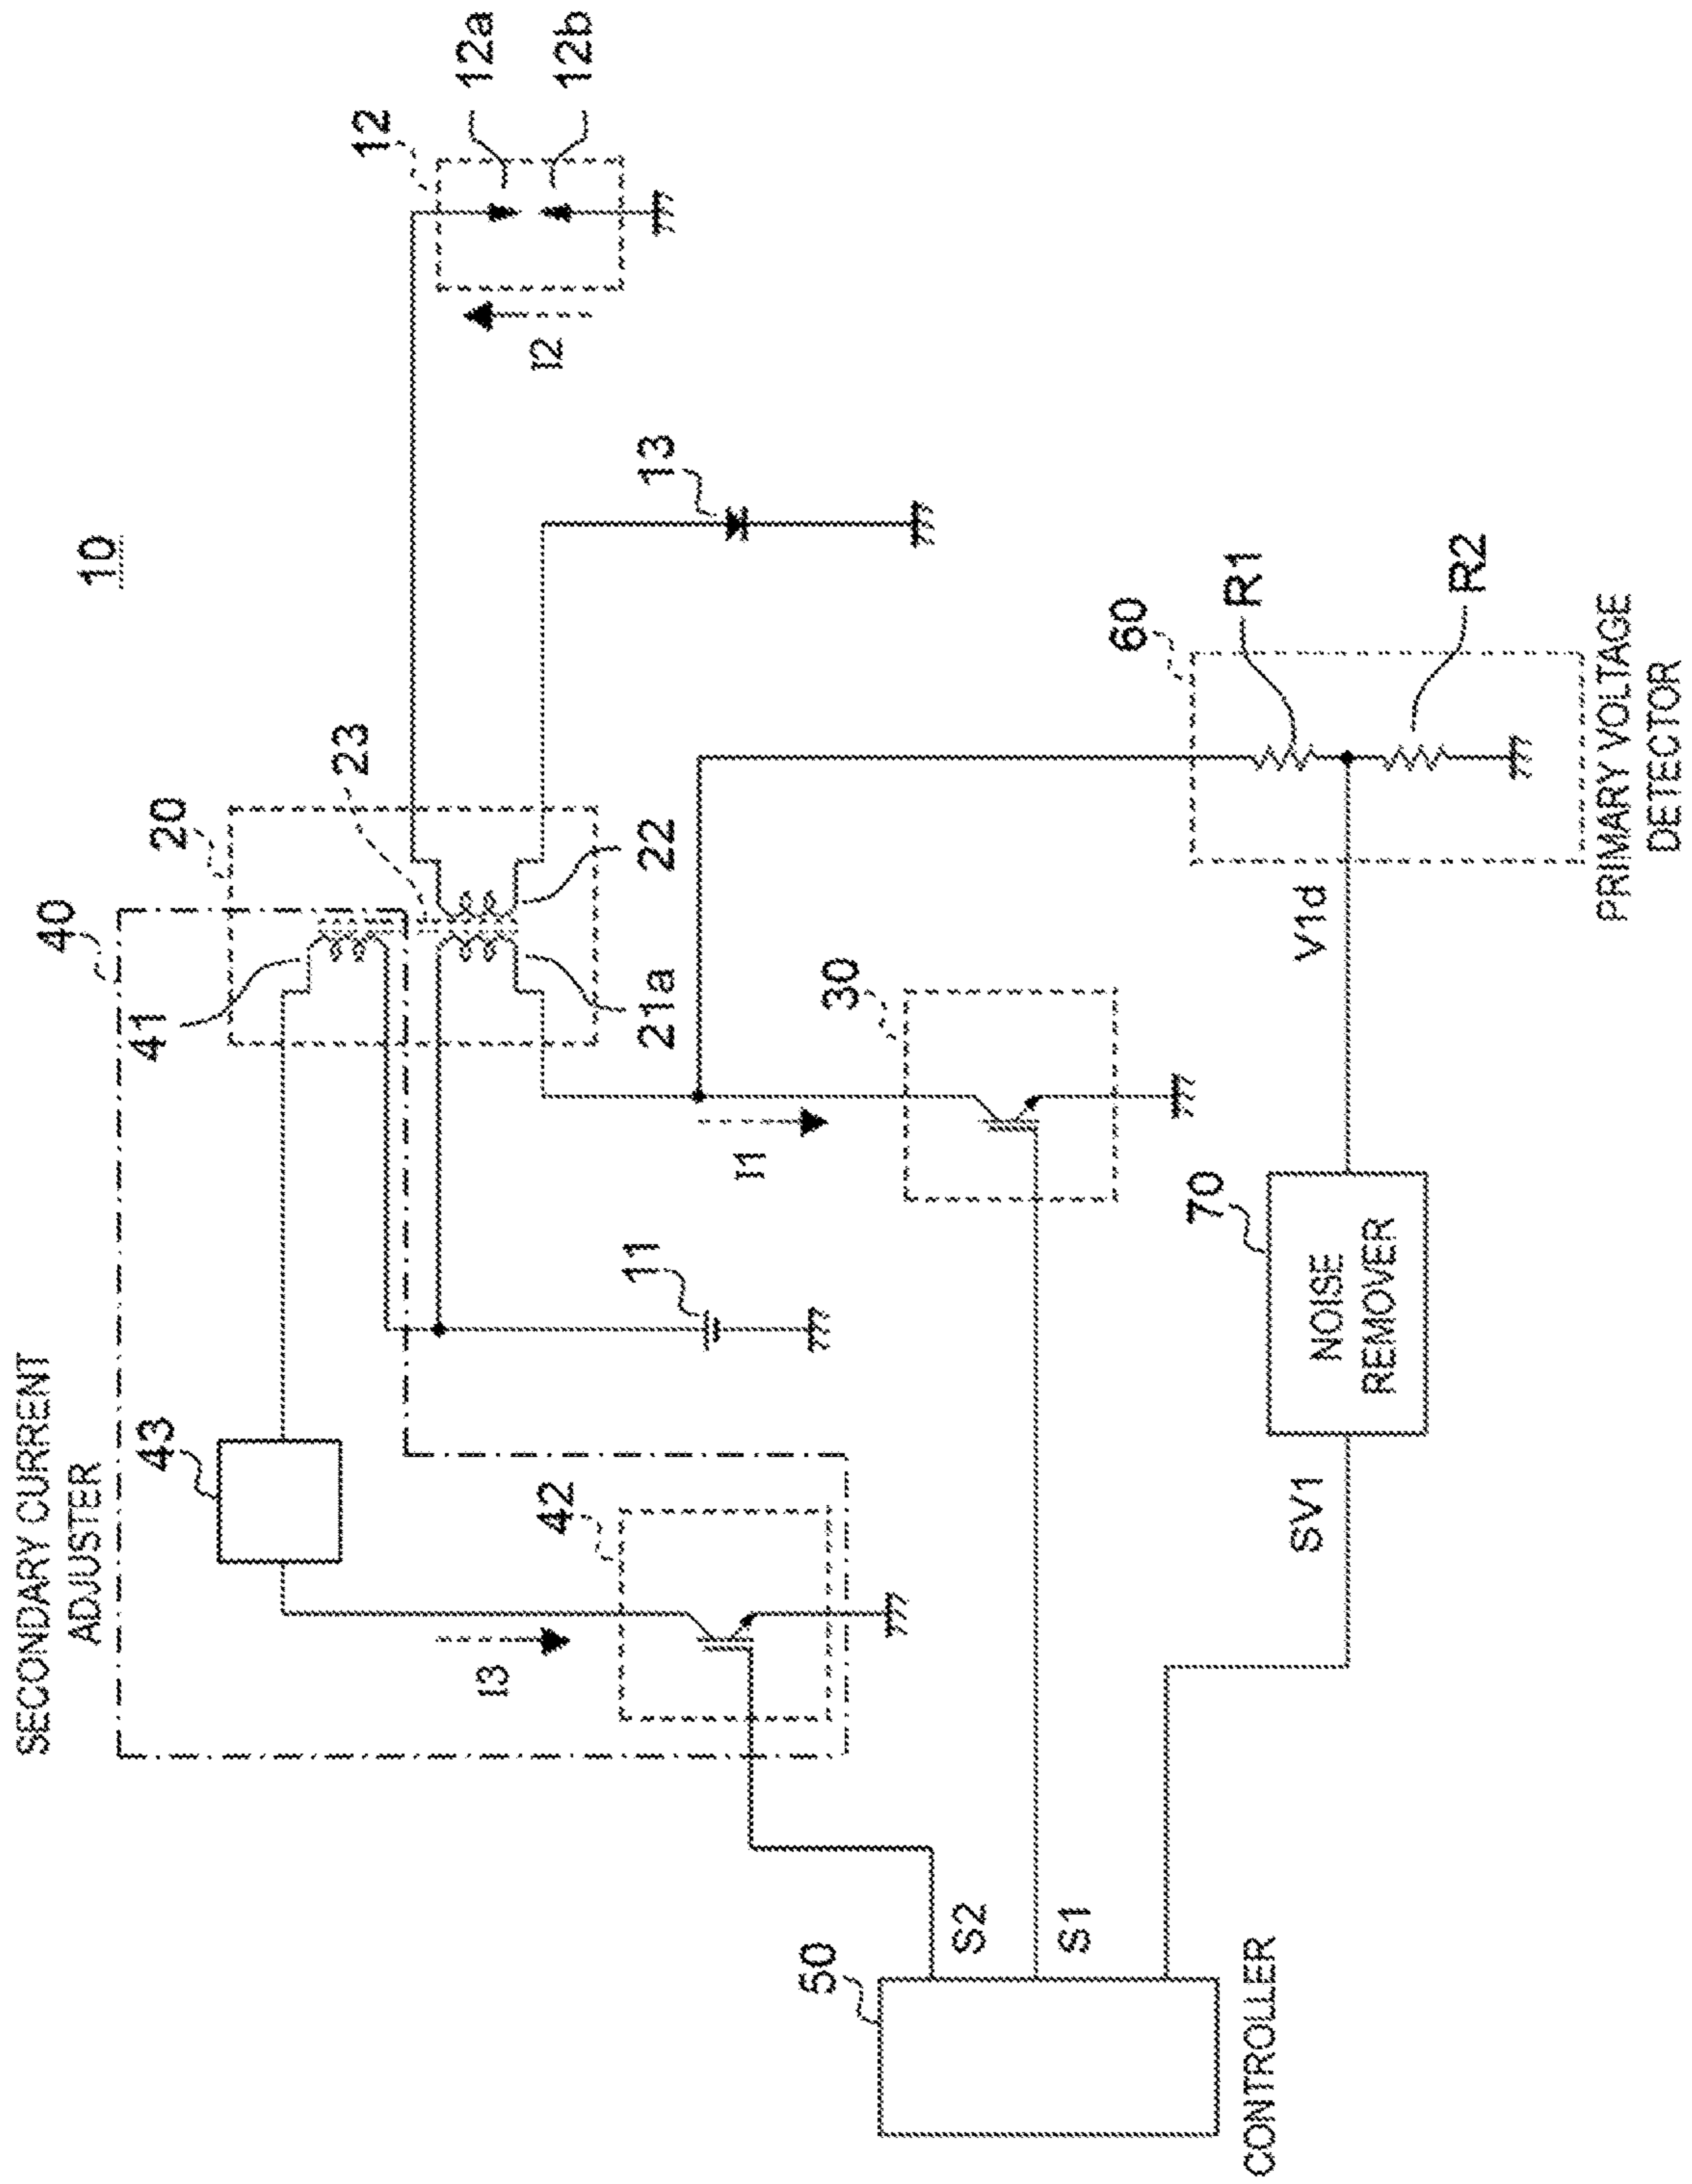 10
SECONDARY CURRENT
ADJUSTER
40
20
41
23
43
12
12a
12b
I2
22
21a
13
11
42
I3
I1
30
60
R1
R2
PRIMARY VOLTAGE
DETECTOR
V1d
70
NOISE
REMOVER
SV1
50
S2
S1
CONTROLLER